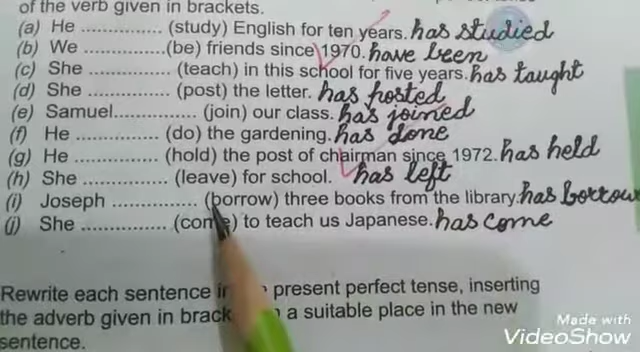 of the verb given in brackets.
(a) He .............. (study) English for ten years. has studied
(b) We .............. (be) friends since 1970. have been
(c) She .............. (teach) in this school for five years. has taught
(d) She .............. (post) the letter. has posted
(e) Samuel.............. (join) our class. has joined
(f) He .............. (do) the gardening. has done
(g) He .............. (hold) the post of chairman since 1972. has held
(h) She .............. (leave) for school. has left
(i) Joseph .............. (borrow) three books from the library. has borrow
(j) She .............. (come) to teach us Japanese. has come
Rewrite each sentence in present perfect tense, inserting
the adverb given in brack a suitable place in the new
sentence.
Made with
VideoShow